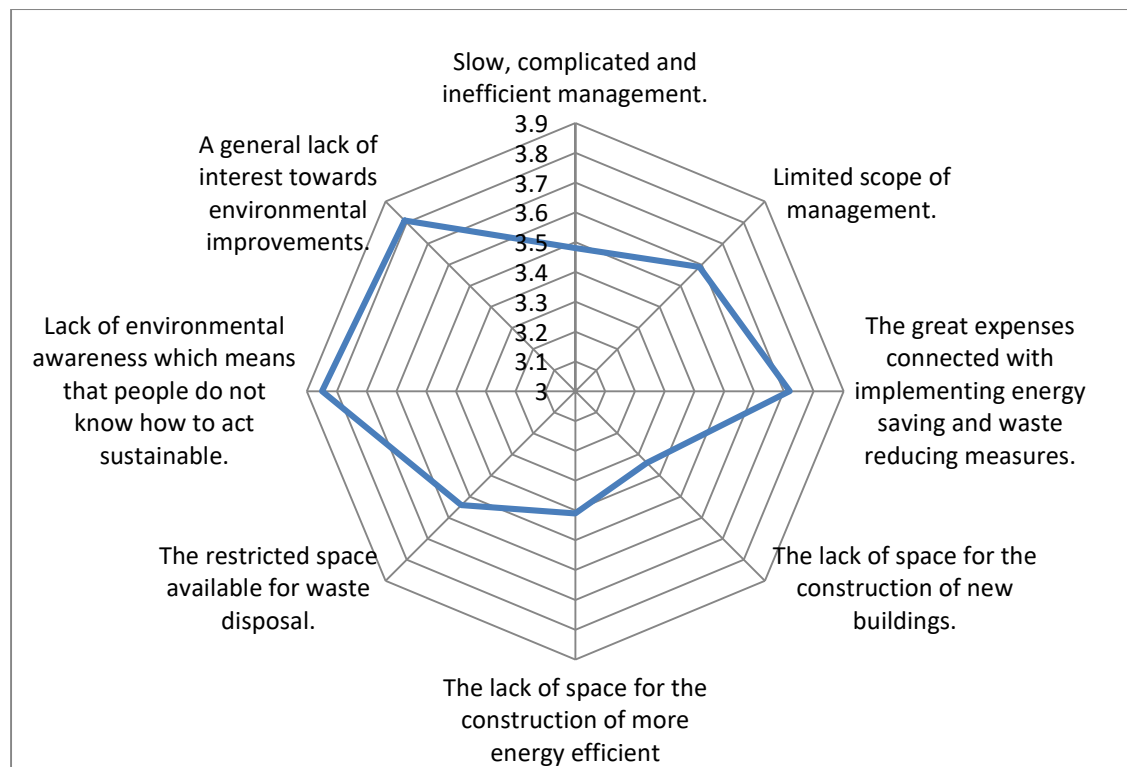 Slow, complicated and
inefficient management.
3.9
3.8
3.7
3.6
3.5
3.4
3.3
3.2
3.1
3
Limited scope of
management.
The great expenses
connected with
implementing energy
saving and waste
reducing measures.
The lack of space for the
construction of new
buildings.
The lack of space for the
construction of more
energy efficient
The restricted space
available for waste
disposal.
Lack of environmental
awareness which means
that people do not
know how to act
sustainable.
A general lack of
interest towards
environmental
improvements.